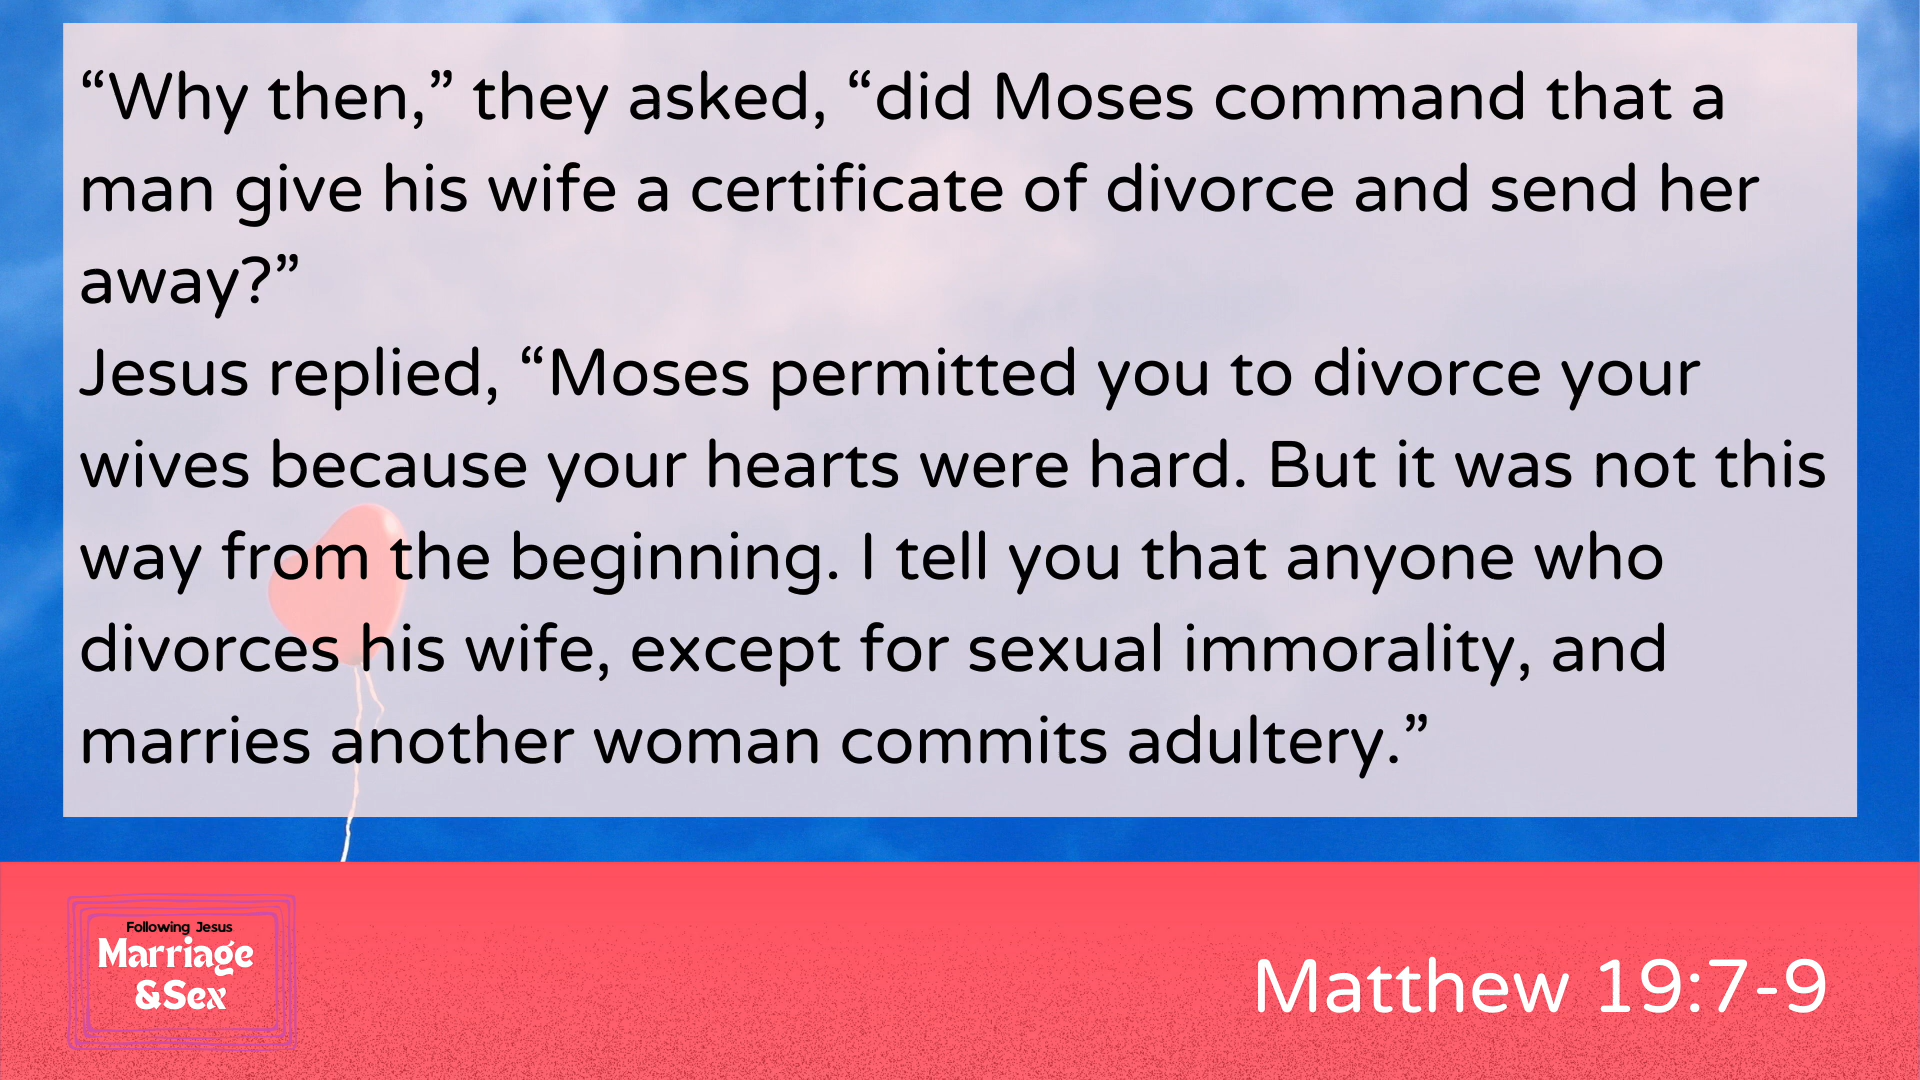 “Why then,” they asked, “did Moses command that a
man give his wife a certificate of divorce and send her
away?”
Jesus replied, “Moses permitted you to divorce your
wives because your hearts were hard. But it was not this
way from the beginning. I tell you that anyone who
divorces his wife, except for sexual immorality, and
marries another woman commits adultery.”
Following Jesus
Marriage
&Sex
Matthew 19:7-9